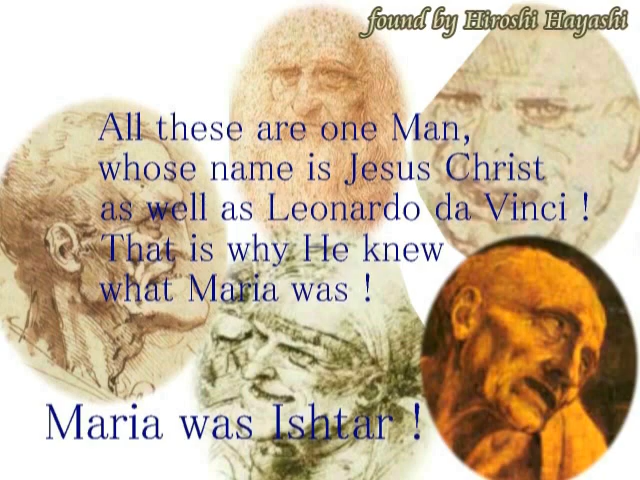 found by Hiroshi Hayashi
All these are one Man,
whose name is Jesus Christ
as well as Leonardo da Vinci !
That is why He knew
what Maria was !
Maria was Ishtar !